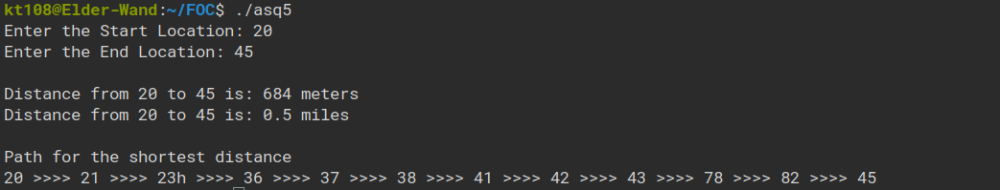 kt108@Elder-Wand:~/FOC$ ./asq5
Enter the Start Location: 20
Enter the End Location: 45
Distance from 20 to 45 is: 684 meters
Distance from 20 to 45 is: 0.5 miles
Path for the shortest distance
20 >>>> 21 >>>> 23h >>>> 36 >>>> 37 >>>> 38 >>>> 41 >>>> 42 >>>> 43 >>>> 78 >>>> 82 >>>> 45